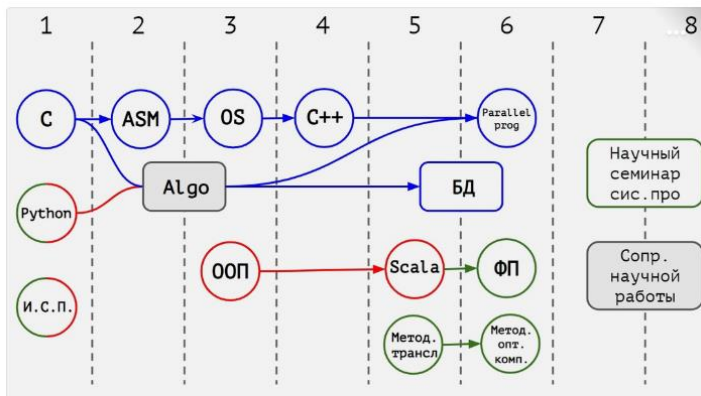 1 2 3 4 5 6 7 ...8
C ASM OS C++ Parallel
prog
Algo БД
Python
ООП Scala ФП
И.С.П.
Метод.
трансл
Метод.
опт.
комп.
Научный
семинар
сис.про
Сопр.
научной
работы